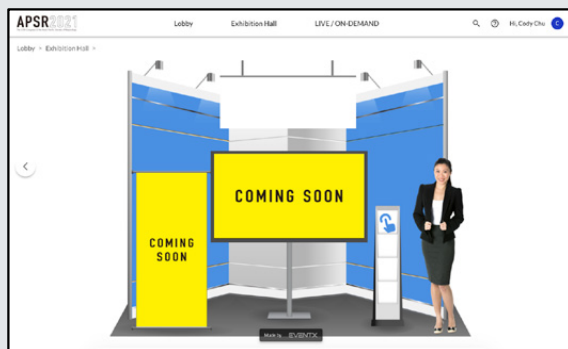 APSR2021
Lobby
Exhibition Hall
LIVE / ON-DEMAND
Hi, Cody Chu
C
Lobby > Exhibition Hall >
COMING SOON
COMING
SOON
Made by EVENTX